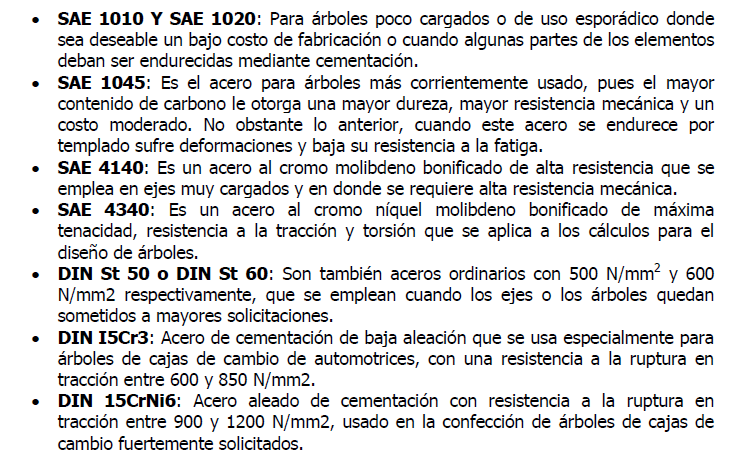 • SAE 1010 Y SAE 1020: Para árboles poco cargados o de uso esporádico donde
sea deseable un bajo costo de fabricación o cuando algunas partes de los elementos
deban ser endurecidas mediante cementación.
• SAE 1045: Es el acero para árboles más corrientemente usado, pues el mayor
contenido de carbono le otorga una mayor dureza, mayor resistencia mecánica y un
costo moderado. No obstante lo anterior, cuando este acero se endurece por
templado sufre deformaciones y baja su resistencia a la fatiga.
• SAE 4140: Es un acero al cromo molibdeno bonificado de alta resistencia que se
emplea en ejes muy cargados y en donde se requiere alta resistencia mecánica.
• SAE 4340: Es un acero al cromo níquel molibdeno bonificado de máxima
tenacidad, resistencia a la tracción y torsión que se aplica a los cálculos para el
diseño de árboles.
• DIN St 50 o DIN St 60: Son también aceros ordinarios con 500 N/mm² y 600
N/mm2 respectivamente, que se emplean cuando los ejes o los árboles quedan
sometidos a mayores solicitaciones.
• DIN I5Cr3: Acero de cementación de baja aleación que se usa especialmente para
árboles de cajas de cambio de automotrices, con una resistencia a la ruptura en
tracción entre 600 y 850 N/mm2.
• DIN 15CrNi6: Acero aleado de cementación con resistencia a la ruptura en
tracción entre 900 y 1200 N/mm2, usado en la confección de árboles de cajas de
cambio fuertemente solicitados.